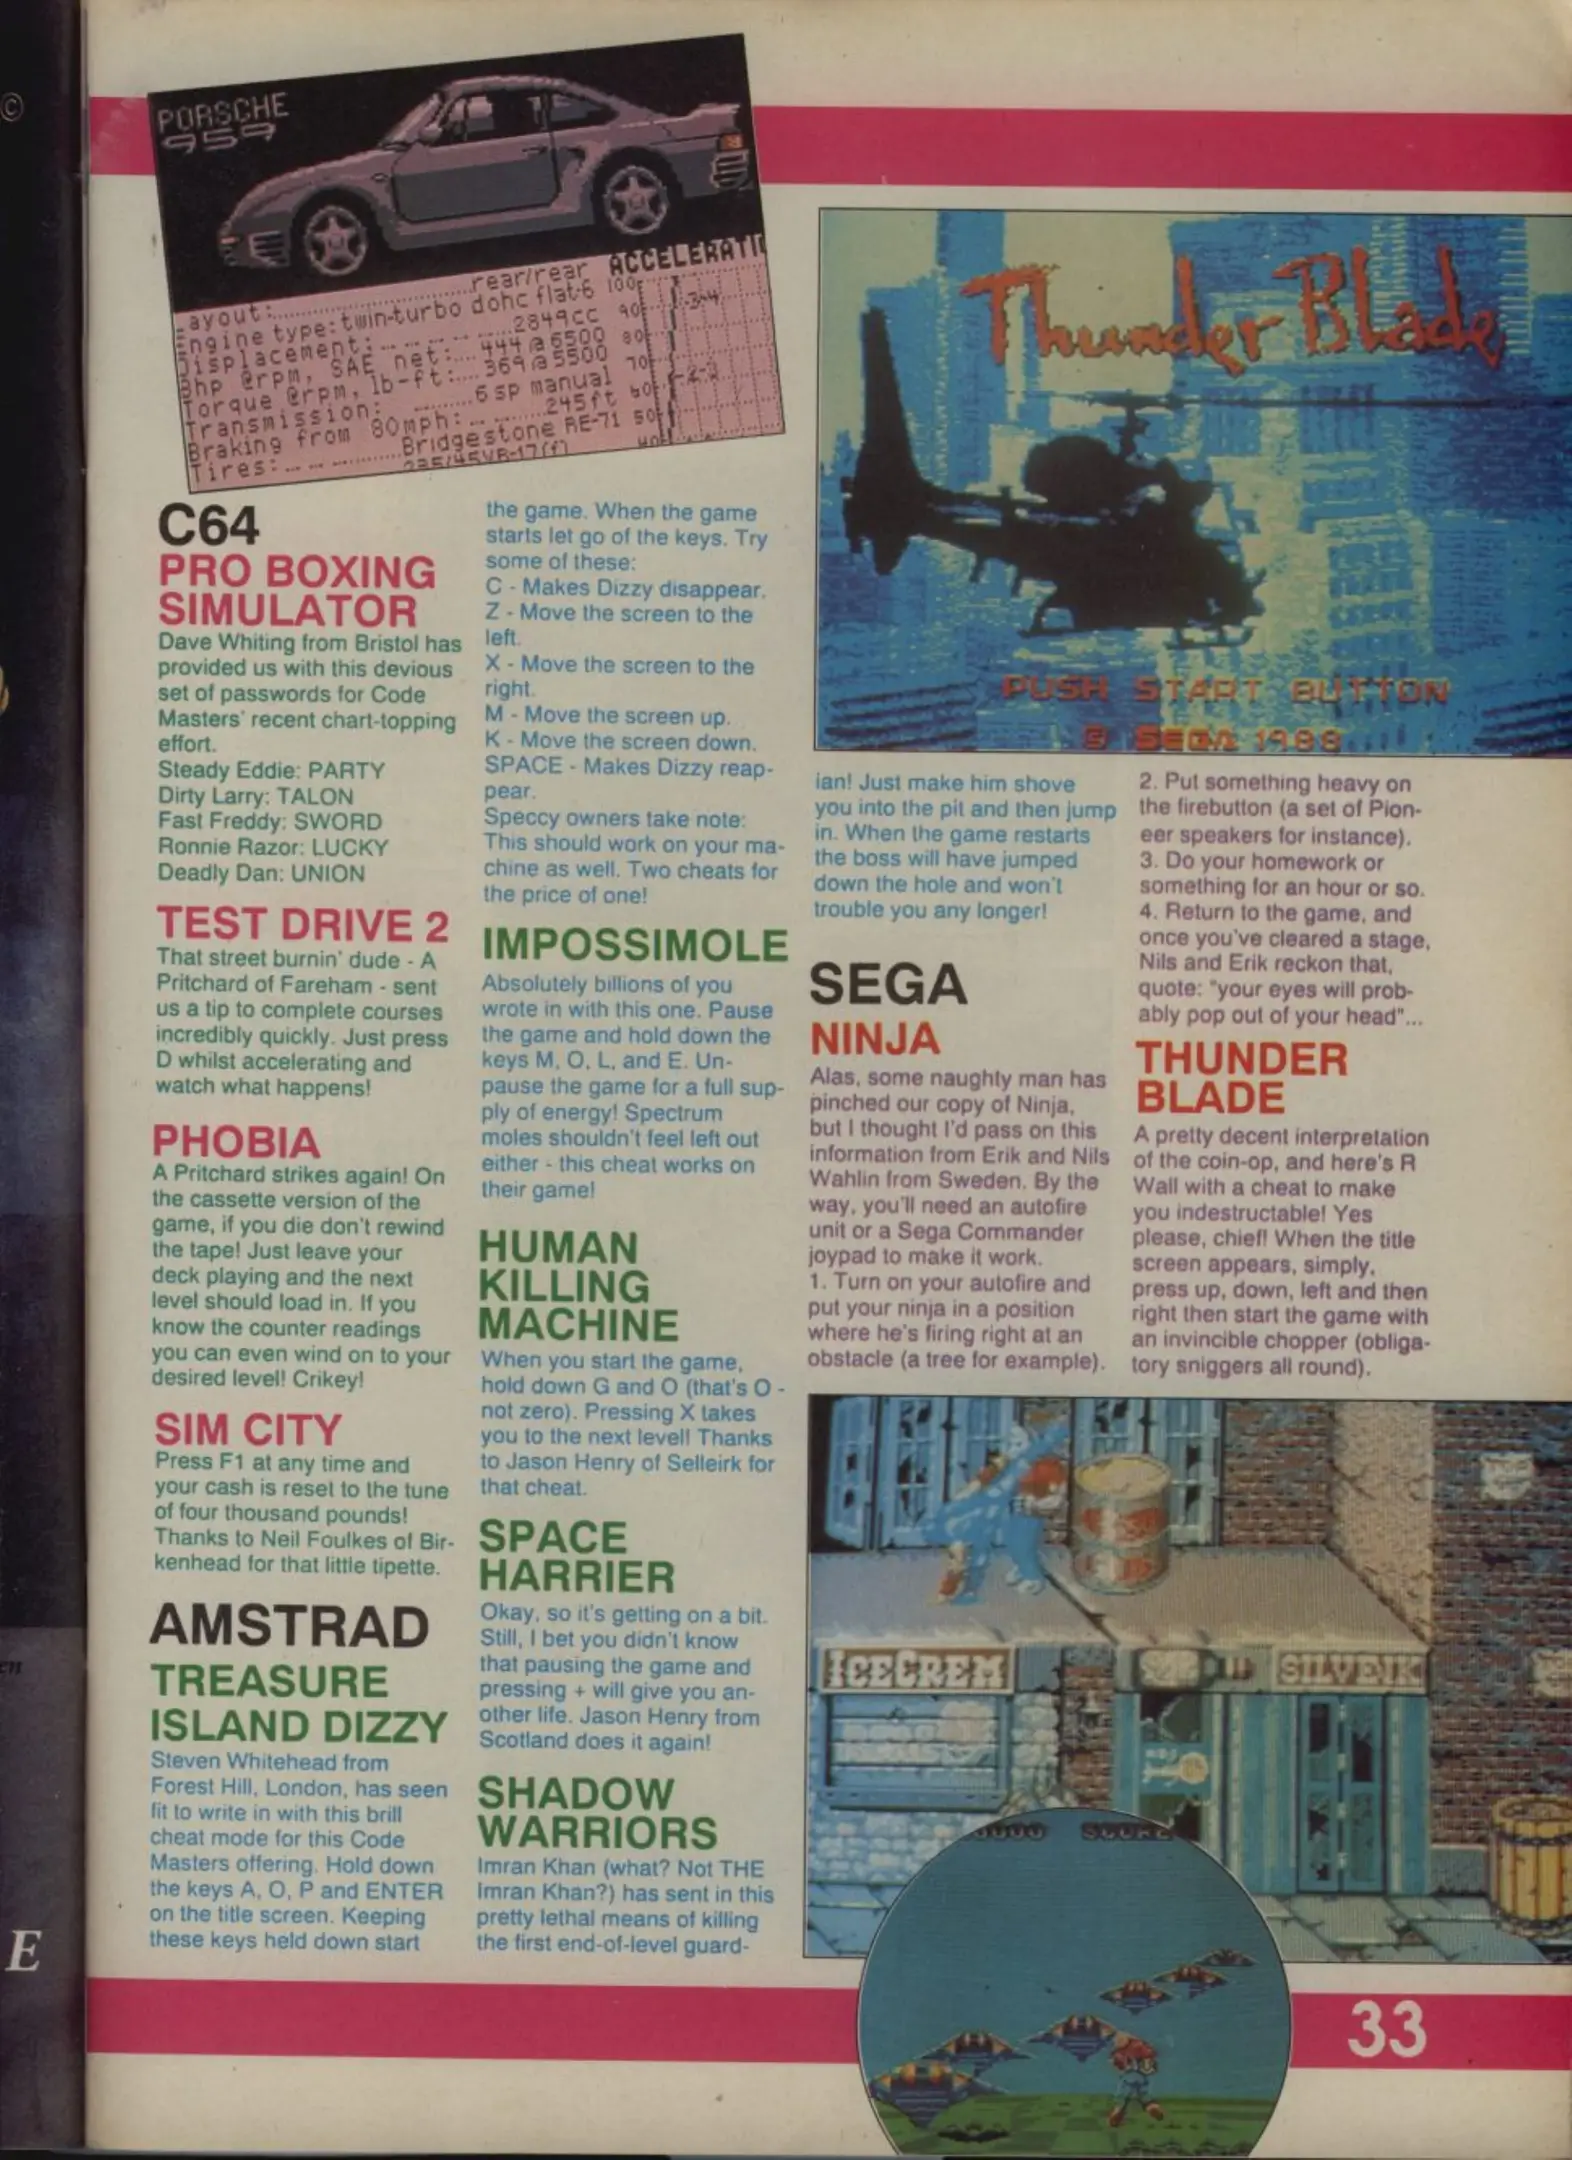 ©
PORSCHE
959
ayout:..............................rear/rear
ngine type: twin-turbo dohc flat-6
isplacement:... ... ... ......2849cc
Bhp @rpm, SAE net:... 444 @ 6500
Torque @rpm, lb-ft:.... 369 @ 5500
Transmission: .........6 sp manual
Braking from 80mph:... .......245ft
Tires:... ... ..........Bridgestone RE-71
235/45VR-17(f)
ACCELERATI
100
90
80
70
60
50
40
3-4
Thunder Blade
PUSH START BUTTON
© SEGA 1988
C64
PRO BOXING
SIMULATOR
Dave Whiting from Bristol has
provided us with this devious
set of passwords for Code
Masters' recent chart-topping
effort.
Steady Eddie: PARTY
Dirty Larry: TALON
Fast Freddy: SWORD
Ronnie Razor: LUCKY
Deadly Dan: UNION
TEST DRIVE 2
That street burnin' dude - A
Pritchard of Fareham - sent
us a tip to complete courses
incredibly quickly. Just press
D whilst accelerating and
watch what happens!
PHOBIA
A Pritchard strikes again! On
the cassette version of the
game, if you die don't rewind
the tape! Just leave your
deck playing and the next
level should load in. If you
know the counter readings
you can even wind on to your
desired level! Crikey!
SIM CITY
Press F1 at any time and
your cash is reset to the tune
of four thousand pounds!
Thanks to Neil Foulkes of Bir-
kenhead for that little tipette.
AMSTRAD
TREASURE
ISLAND DIZZY
Steven Whitehead from
Forest Hill, London, has seen
fit to write in with this brill
cheat mode for this Code
Masters offering. Hold down
the keys A, O, P and ENTER
on the title screen. Keeping
these keys held down start
the game. When the game
starts let go of the keys. Try
some of these:
C - Makes Dizzy disappear.
Z - Move the screen to the
left.
X - Move the screen to the
right.
M - Move the screen up.
K - Move the screen down.
SPACE - Makes Dizzy reap-
pear.
Speccy owners take note:
This should work on your ma-
chine as well. Two cheats for
the price of one!
IMPOSSIMOLE
Absolutely billions of you
wrote in with this one. Pause
the game and hold down the
keys M, O, L, and E. Un-
pause the game for a full sup-
ply of energy! Spectrum
moles shouldn't feel left out
either - this cheat works on
their game!
HUMAN
KILLING
MACHINE
When you start the game,
hold down G and O (that's O -
not zero). Pressing X takes
you to the next level! Thanks
to Jason Henry of Selleirk for
that cheat.
SPACE
HARRIER
Okay, so it's getting on a bit.
Still, I bet you didn't know
that pausing the game and
pressing + will give you an-
other life. Jason Henry from
Scotland does it again!
SHADOW
WARRIORS
Imran Khan (what? Not THE
Imran Khan?) has sent in this
pretty lethal means of killing
the first end-of-level guard-
ian! Just make him shove
you into the pit and then jump
in. When the game restarts
the boss will have jumped
down the hole and won't
trouble you any longer!
SEGA
NINJA
Alas, some naughty man has
pinched our copy of Ninja,
but I thought I'd pass on this
information from Erik and Nils
Wahlin from Sweden. By the
way, you'll need an autofire
unit or a Sega Commander
joypad to make it work.
1. Turn on your autofire and
put your ninja in a position
where he's firing right at an
obstacle (a tree for example).
2. Put something heavy on
the firebutton (a set of Pion-
eer speakers for instance).
3. Do your homework or
something for an hour or so.
4. Return to the game, and
once you've cleared a stage,
Nils and Erik reckon that,
quote: "your eyes will prob-
ably pop out of your head"...
THUNDER
BLADE
A pretty decent interpretation
of the coin-op, and here's R
Wall with a cheat to make
you indestructable! Yes
please, chief! When the title
screen appears, simply,
press up, down, left and then
right then start the game with
an invincible chopper (obliga-
tory sniggers all round).
ICECREM
SCORE
33
en
E